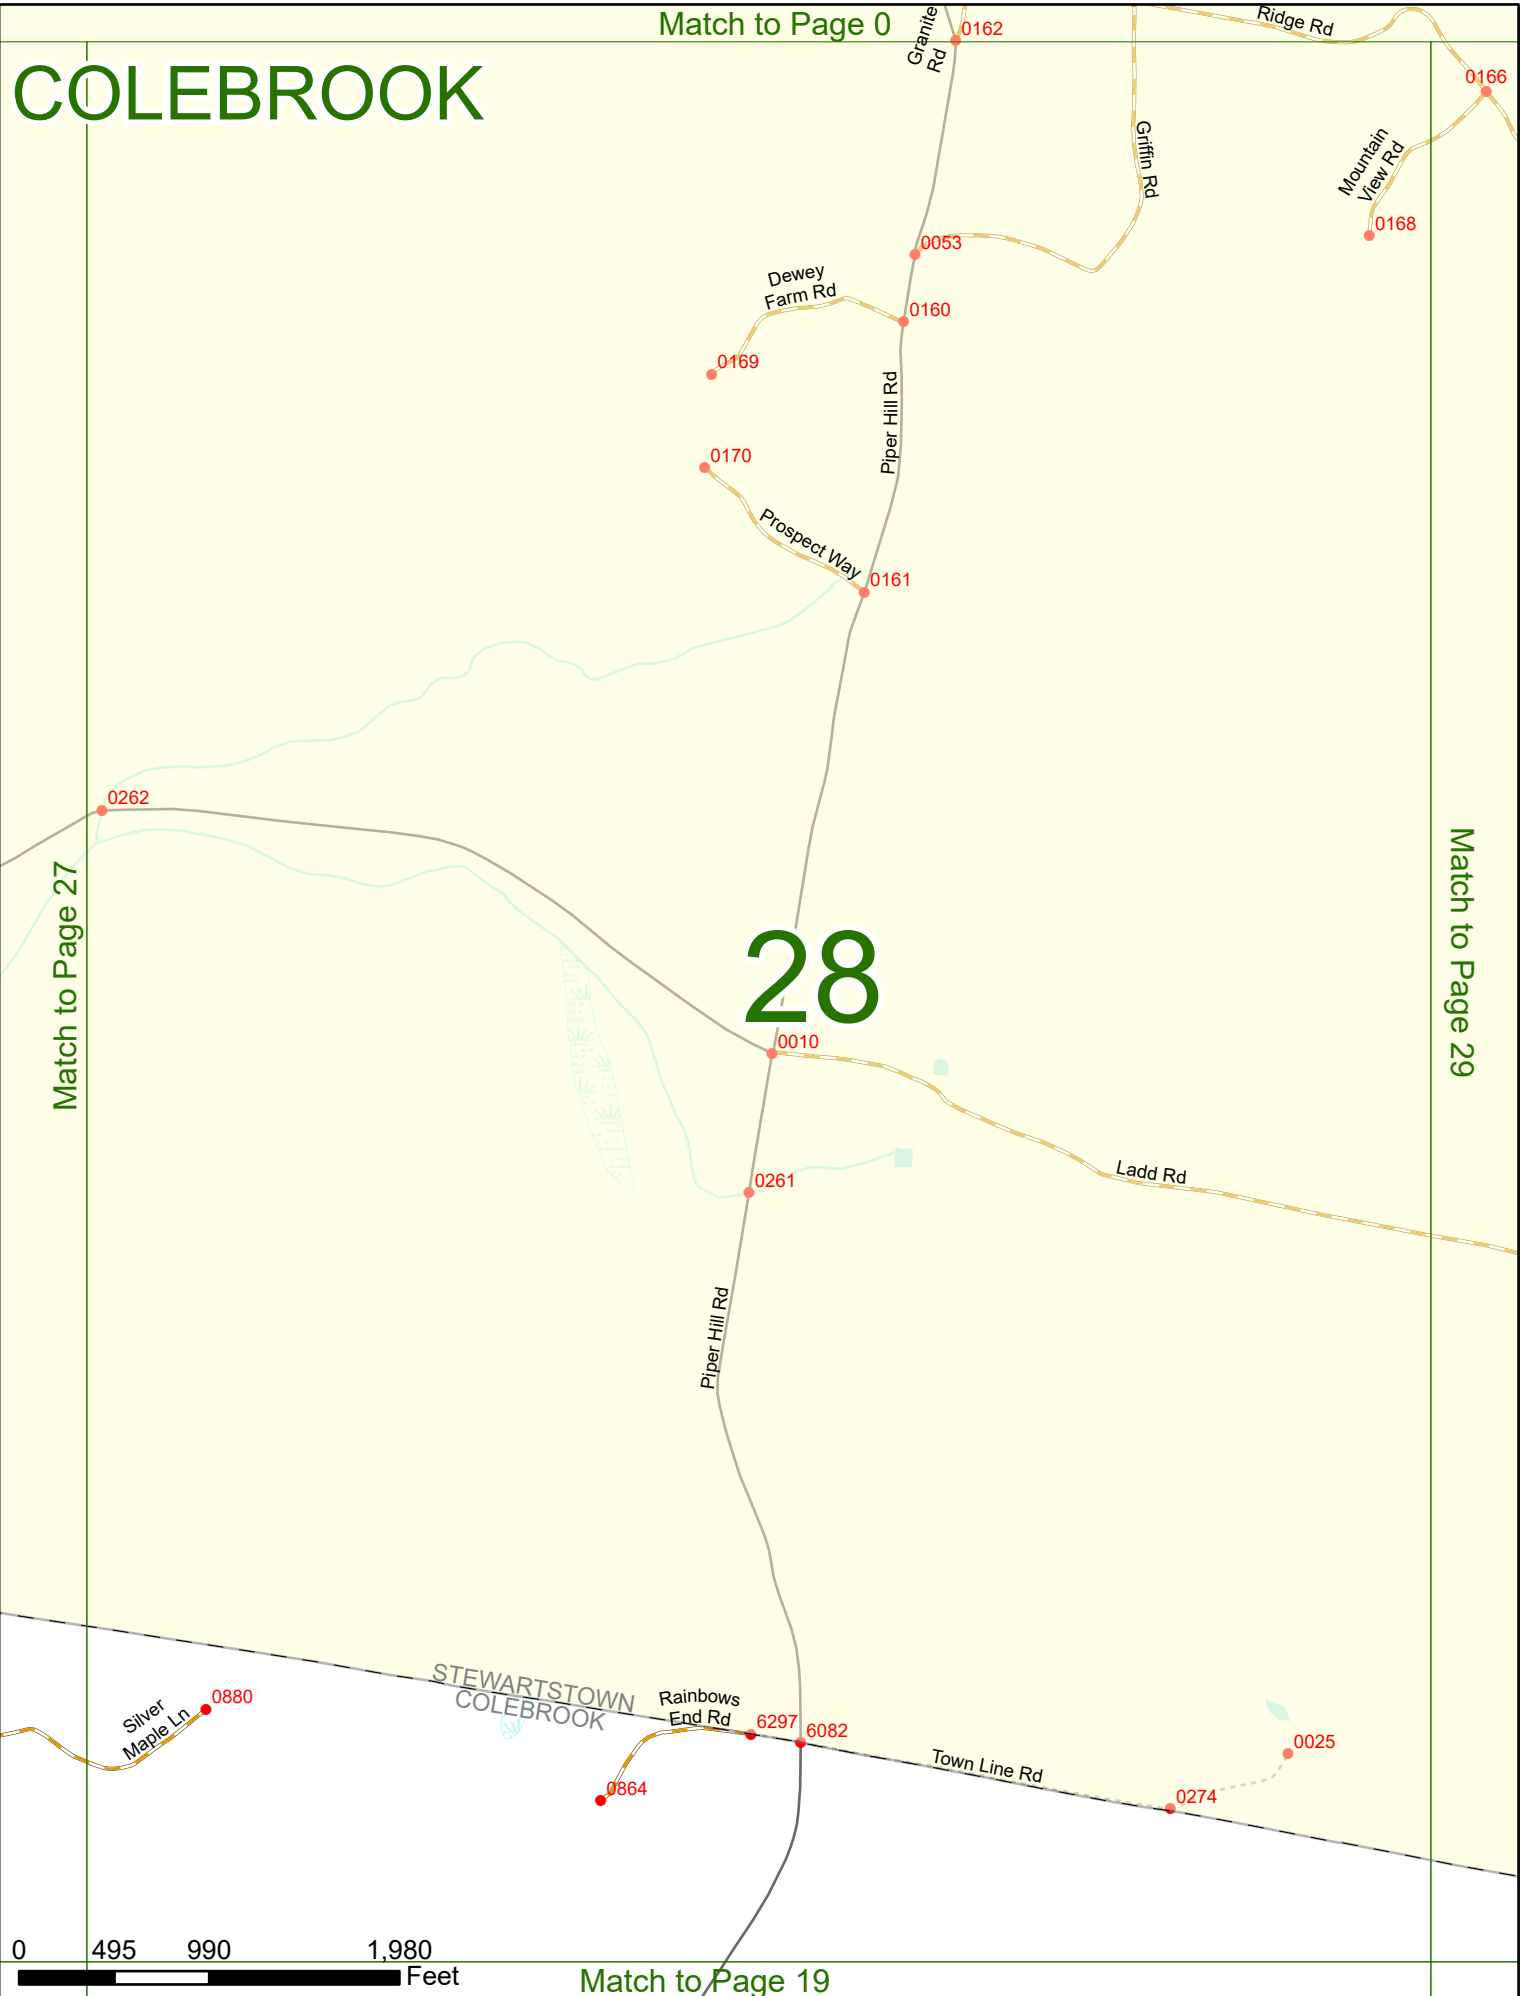 Match to Page 0
COLEBROOK
Granite
Rd
0162
Ridge Rd
0166
Griffin Rd
Mountain
View Rd
0168
0053
Dewey
Farm Rd
0160
0169
Piper Hill Rd
0170
Prospect Way
0161
0262
Match to Page 27
Match to Page 29
28
0010
Ladd Rd
0261
Piper Hill Rd
STEWARTSTOWN
COLEBROOK
Silver
Maple Ln
0880
Rainbows
End Rd
6297
6082
Town Line Rd
0025
0864
0274
0 495 990 1,980
Feet
Match to Page 19